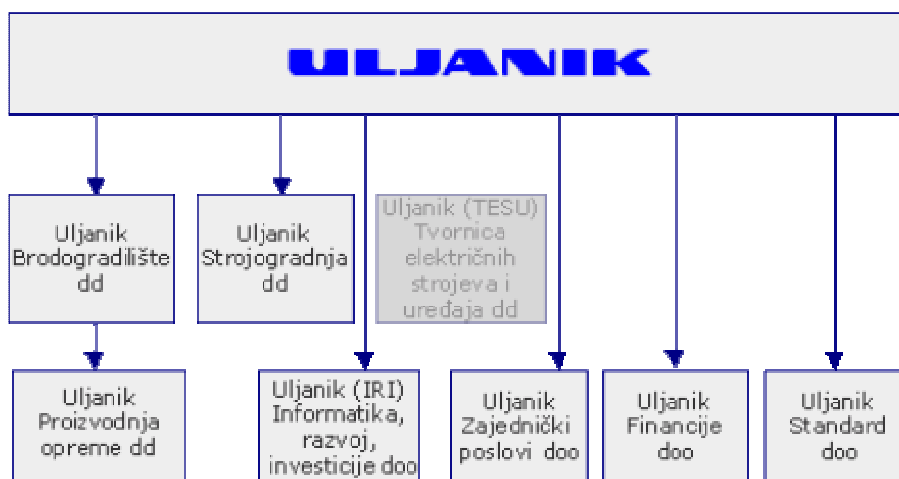 ULJANIK
Uljanik
Brodogradilište
dd
Uljanik
Strojogradnja
dd
Uljanik (TESU)
Tvornica
električnih
strojeva i
uređaja dd
Uljanik
Proizvodnja
opreme dd
Uljanik (IRI)
Informatika,
razvoj,
investicije doo
Uljanik
Zajednički
poslovi doo
Uljanik
Financije
doo
Uljanik
Standard
doo